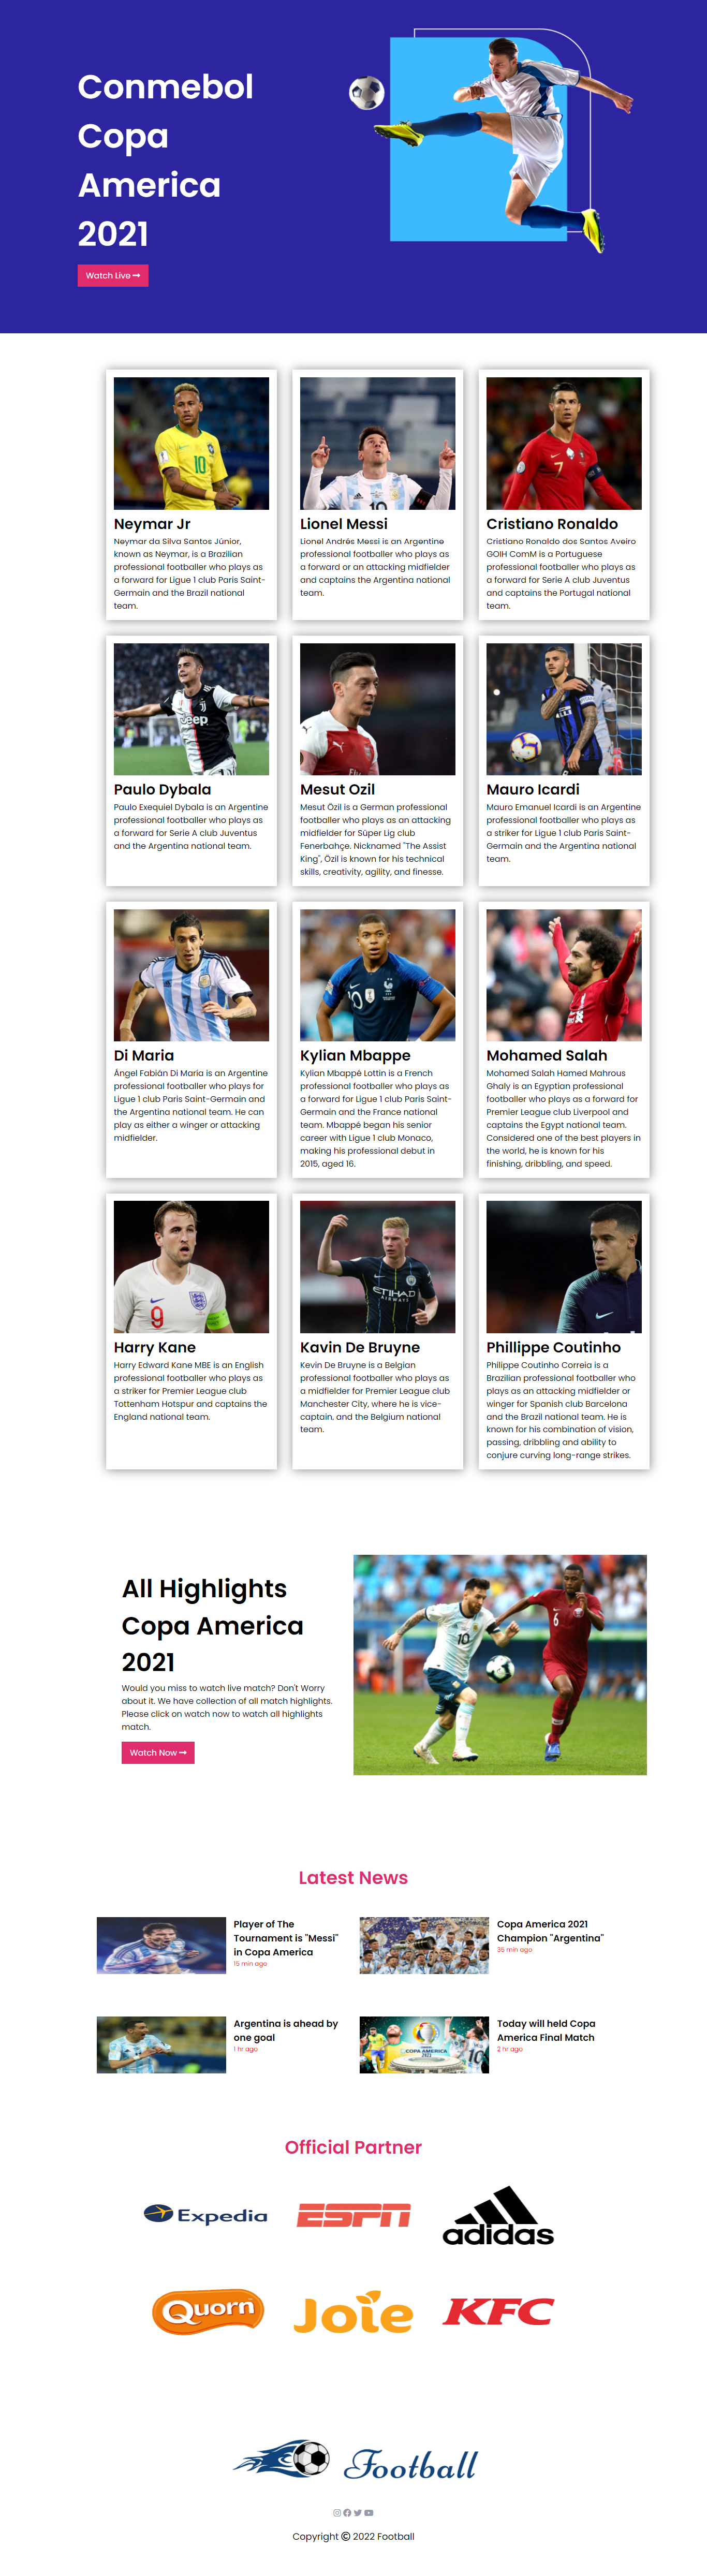 Conmebol
Copa
America
2021
Watch Live
Neymar Jr
Neymar da Silva Santos Júnior,
known as Neymar, is a Brazilian
professional footballer who plays as
a forward for Ligue 1 club Paris Saint-
Germain and the Brazil national
team.
Lionel Messi
Lionel Andrés Messi is an Argentine
professional footballer who plays as
a forward or an attacking midfielder
and captains the Argentina national
team.
Cristiano Ronaldo
Cristiano Ronaldo dos Santos Aveiro
GOIH ComM is a Portuguese
professional footballer who plays as
a forward for Serie A club Juventus
and captains the Portugal national
team.
Paulo Dybala
Paulo Exequiel Dybala is an Argentine
professional footballer who plays as
a forward for Serie A club Juventus
and the Argentina national team.
Mesut Ozil
Mesut Özil is a German professional
footballer who plays as an attacking
midfielder for Süper Lig club
Fenerbahçe. Nicknamed "The Assist
King", Özil is known for his technical
skills, creativity, agility, and finesse.
Mauro Icardi
Mauro Emanuel Icardi is an Argentine
professional footballer who plays as
a striker for Ligue 1 club Paris Saint-
Germain and the Argentina national
team.
Di Maria
Ángel Fabián Di María is an Argentine
professional footballer who plays for
Ligue 1 club Paris Saint-Germain and
the Argentina national team. He can
play as either a winger or attacking
midfielder.
Kylian Mbappe
Kylian Mbappé Lottin is a French
professional footballer who plays as
a forward for Ligue 1 club Paris Saint-
Germain and the France national
team. Mbappé began his senior
career with Ligue 1 club Monaco,
making his professional debut in
2015, aged 16.
Mohamed Salah
Mohamed Salah Hamed Mahrous
Ghaly is an Egyptian professional
footballer who plays as a forward for
Premier League club Liverpool and
captains the Egypt national team.
Considered one of the best players in
the world, he is known for his
finishing, dribbling, and speed.
Harry Kane
Harry Edward Kane MBE is an English
professional footballer who plays as
a striker for Premier League club
Tottenham Hotspur and captains the
England national team.
Kavin De Bruyne
Kevin De Bruyne is a Belgian
professional footballer who plays as
a midfielder for Premier League club
Manchester City, where he is vice-
captain, and the Belgium national
team.
Phillippe Coutinho
Philippe Coutinho Correia is a
Brazilian professional footballer who
plays as an attacking midfielder or
winger for Spanish club Barcelona
and the Brazil national team. He is
known for his combination of vision,
passing, dribbling and ability to
conjure curving long-range strikes.
All Highlights
Copa America
2021
Would you miss to watch live match? Don't Worry
about it. We have collection of all match highlights.
Please click on watch now to watch all highlights
match.
Watch Now
Latest News
Player of The
Tournament is "Messi"
in Copa America
15 min ago
Copa America 2021
Champion "Argentina"
35 min ago
Argentina is ahead by
one goal
1 hr ago
COPA AMERICA
2021
Today will held Copa
America Final Match
2 hr ago
Official Partner
Expedia
ESPN
adidas
Quorn
Joie
KFC
Football
Copyright © 2022 Football